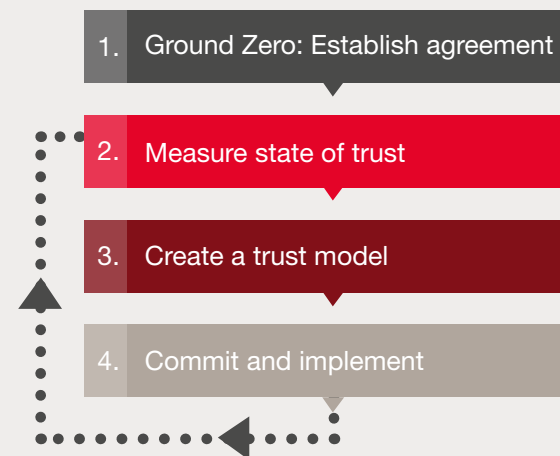 1. Ground Zero: Establish agreement
2. Measure state of trust
3. Create a trust model
4. Commit and implement